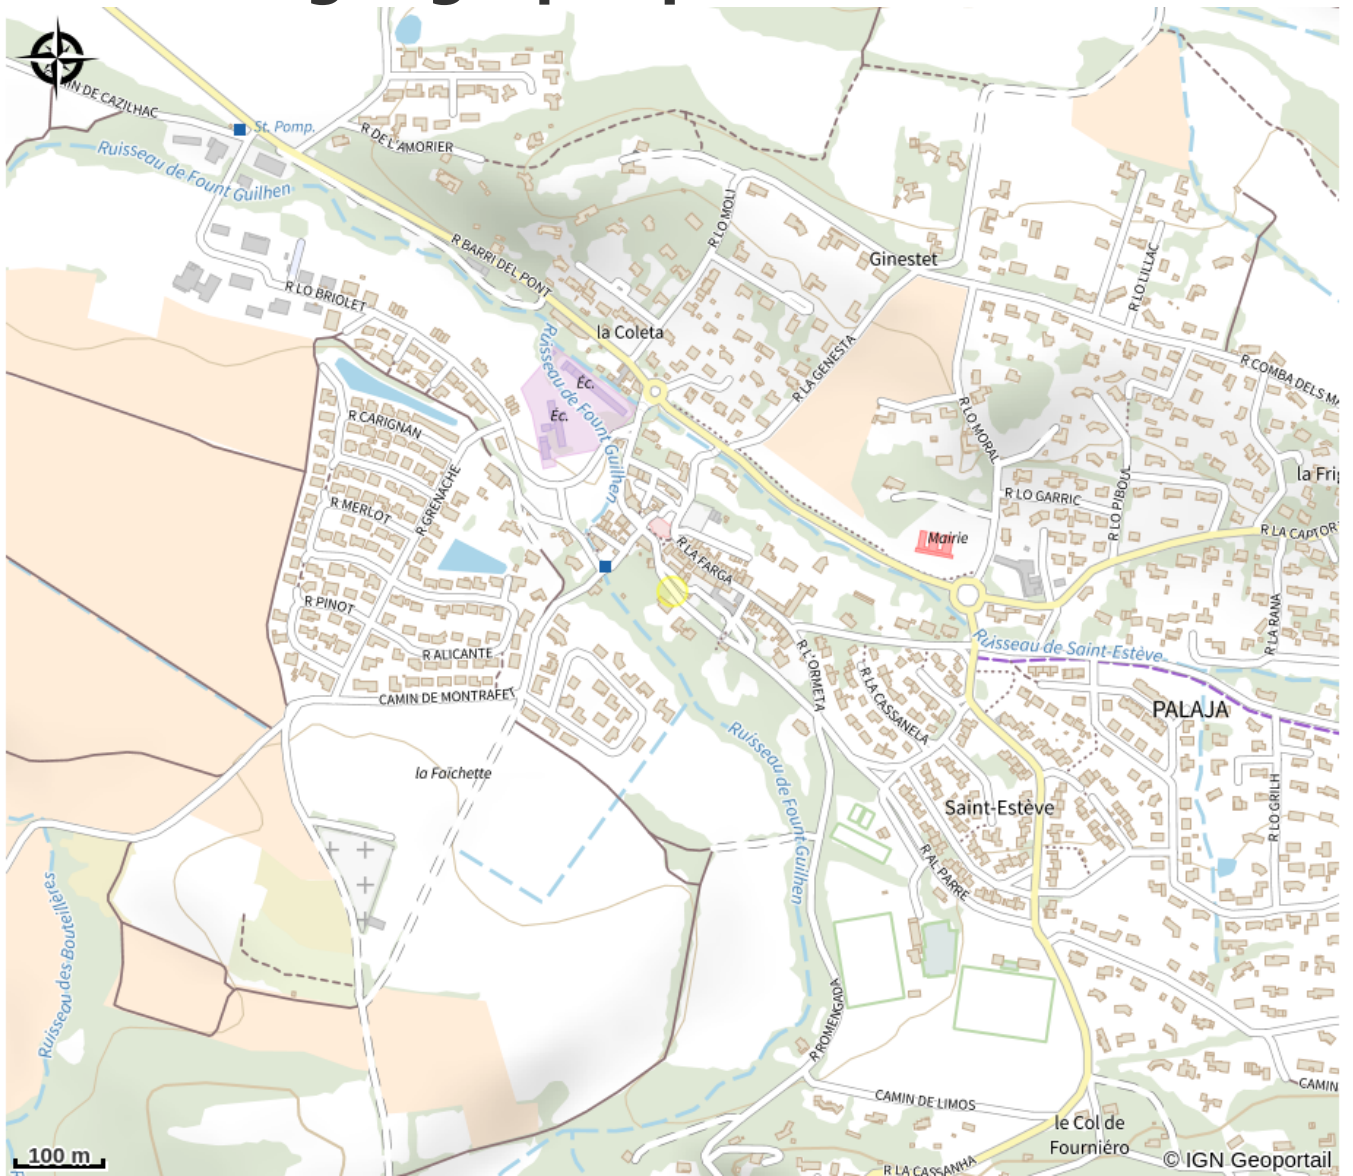 MIN DE CAZILHAC
St. Pomp.
R DE L'AMORIER
Ruisseau de Fount Guilhen
R LO MOLI
R BARRI DEL PONT
Ginestet
R LO LILLAC
R LO BRIOLET
la Coleta
Ruisseau de Fount Guilhen
R LA GENESTA
R COMBA DELS MA
Éc.
Éc.
R CARIGNAN
R LO MORAL
la Fri
R GRENACHE
R MERLOT
R LO GARRIC
R LO PIBOUL
R LA CAPTOR
Mairie
R LA FARGA
R PINOT
R LA RANA
R ALICANTE
Ruisseau de Saint-Estève
R L'ORMETA
R LA CASSANELA
CAMIN DE MONTRAFET
PALAJA
Ruisseau de Fount Guilhen
la Faïchette
Saint-Estève
R LO GRILH
R AL PARRE
Ruisseau des Bouteillères
R ROMENGADA
CAMIN DE LIMOS
CAMIN
le Col de
Fourniéro
R LA CASSANHA
100 m
© IGN Geoportail